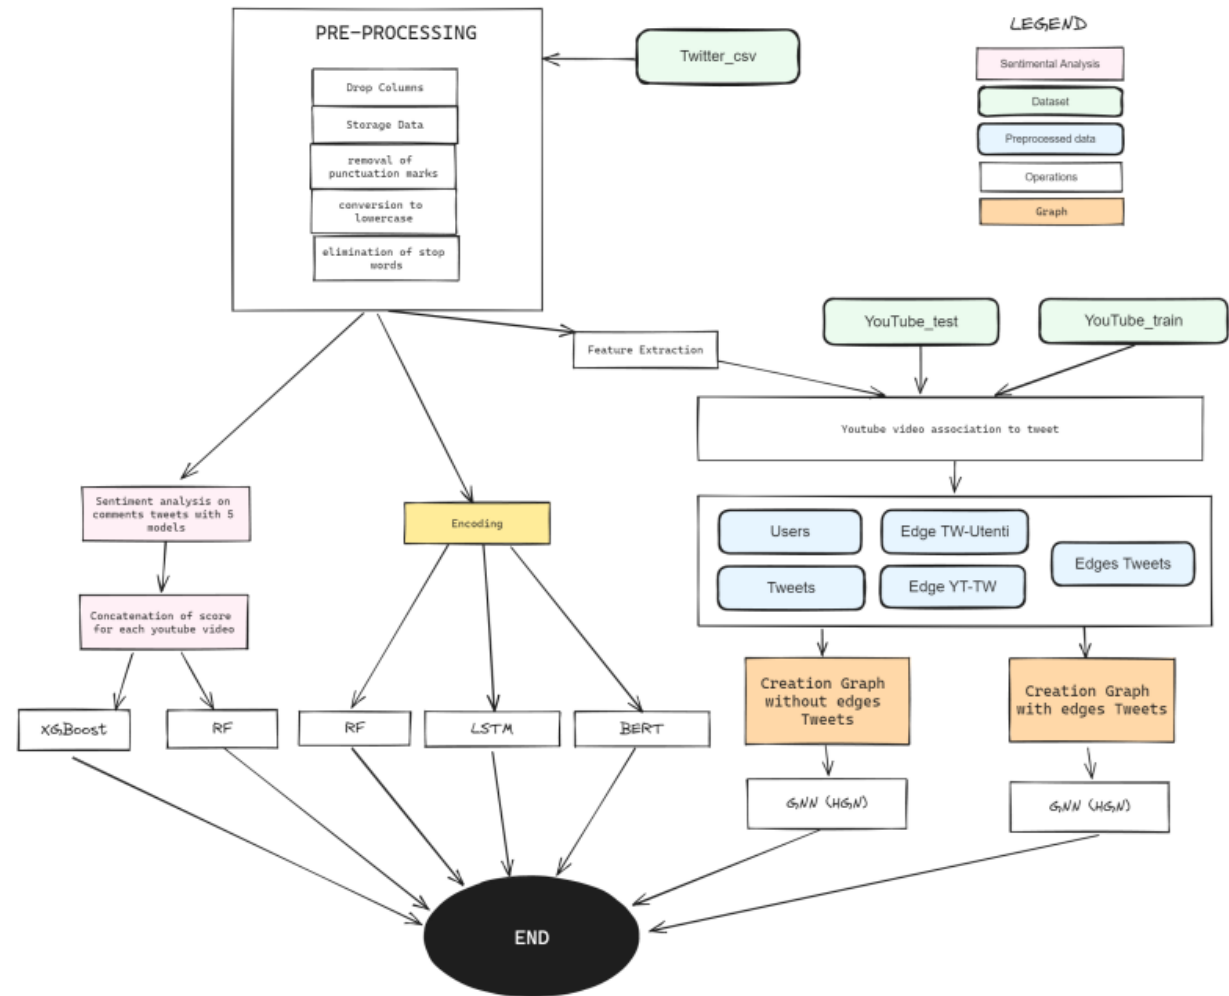 PRE-PROCESSING
Drop Columns
Storage Data
removal of
punctuation marks
conversion to
lowercase
elimination of stop
words
Twitter_csv
LEGEND
Sentimental Analysis
Dataset
Preprocessed data
Operations
Graph
Feature Extraction
YouTube_test
YouTube_train
Youtube video association to tweet
Sentiment analysis on
comments tweets with 5
models
Encoding
Users
Edge TW-Utenti
Edges Tweets
Tweets
Edge YT-TW
Concatenation of score
for each youtube video
Creation Graph
without edges
Tweets
Creation Graph
with edges Tweets
XGBoost
RF
RF
LSTM
BERT
GNN (HGN)
GNN (HGN)
END